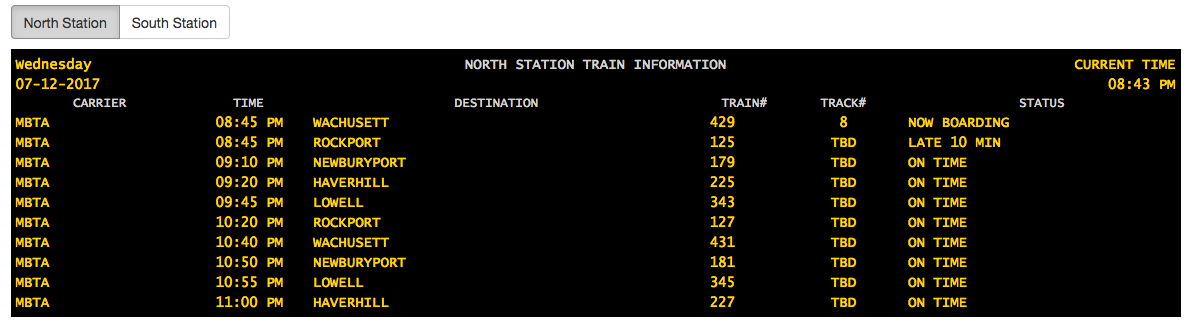 North Station South Station
Wednesday NORTH STATION TRAIN INFORMATION CURRENT TIME
07-12-2017 08:43 PM
CARRIER TIME DESTINATION TRAIN# TRACK# STATUS
MBTA 08:45 PM WACHUSETT 429 8 NOW BOARDING
MBTA 08:45 PM ROCKPORT 125 TBD LATE 10 MIN
MBTA 09:10 PM NEWBURYPORT 179 TBD ON TIME
MBTA 09:20 PM HAVERHILL 225 TBD ON TIME
MBTA 09:45 PM LOWELL 343 TBD ON TIME
MBTA 10:20 PM ROCKPORT 127 TBD ON TIME
MBTA 10:40 PM WACHUSETT 431 TBD ON TIME
MBTA 10:50 PM NEWBURYPORT 181 TBD ON TIME
MBTA 10:55 PM LOWELL 345 TBD ON TIME
MBTA 11:00 PM HAVERHILL 227 TBD ON TIME